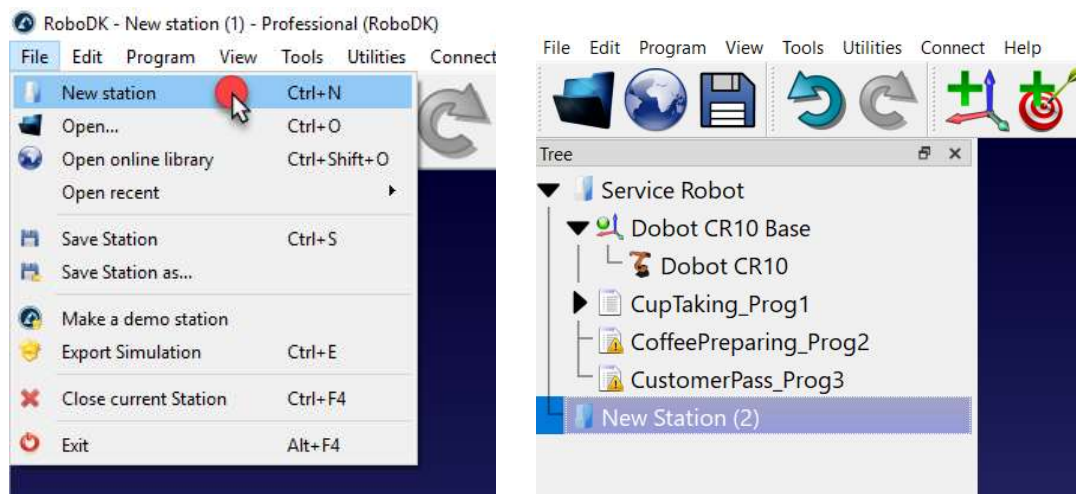 RoboDK - New station (1) - Professional (RoboDK)
File Edit Program View Tools Utilities Connect
New station Ctrl+N
Open... Ctrl+O
Open online library Ctrl+Shift+O
Open recent
Save Station Ctrl+S
Save Station as...
Make a demo station
Export Simulation Ctrl+E
Close current Station Ctrl+F4
Exit Alt+F4
File Edit Program View Tools Utilities Connect Help
Tree
Service Robot
Dobot CR10 Base
Dobot CR10
CupTaking_Prog1
CoffeePreparing_Prog2
CustomerPass_Prog3
New Station (2)